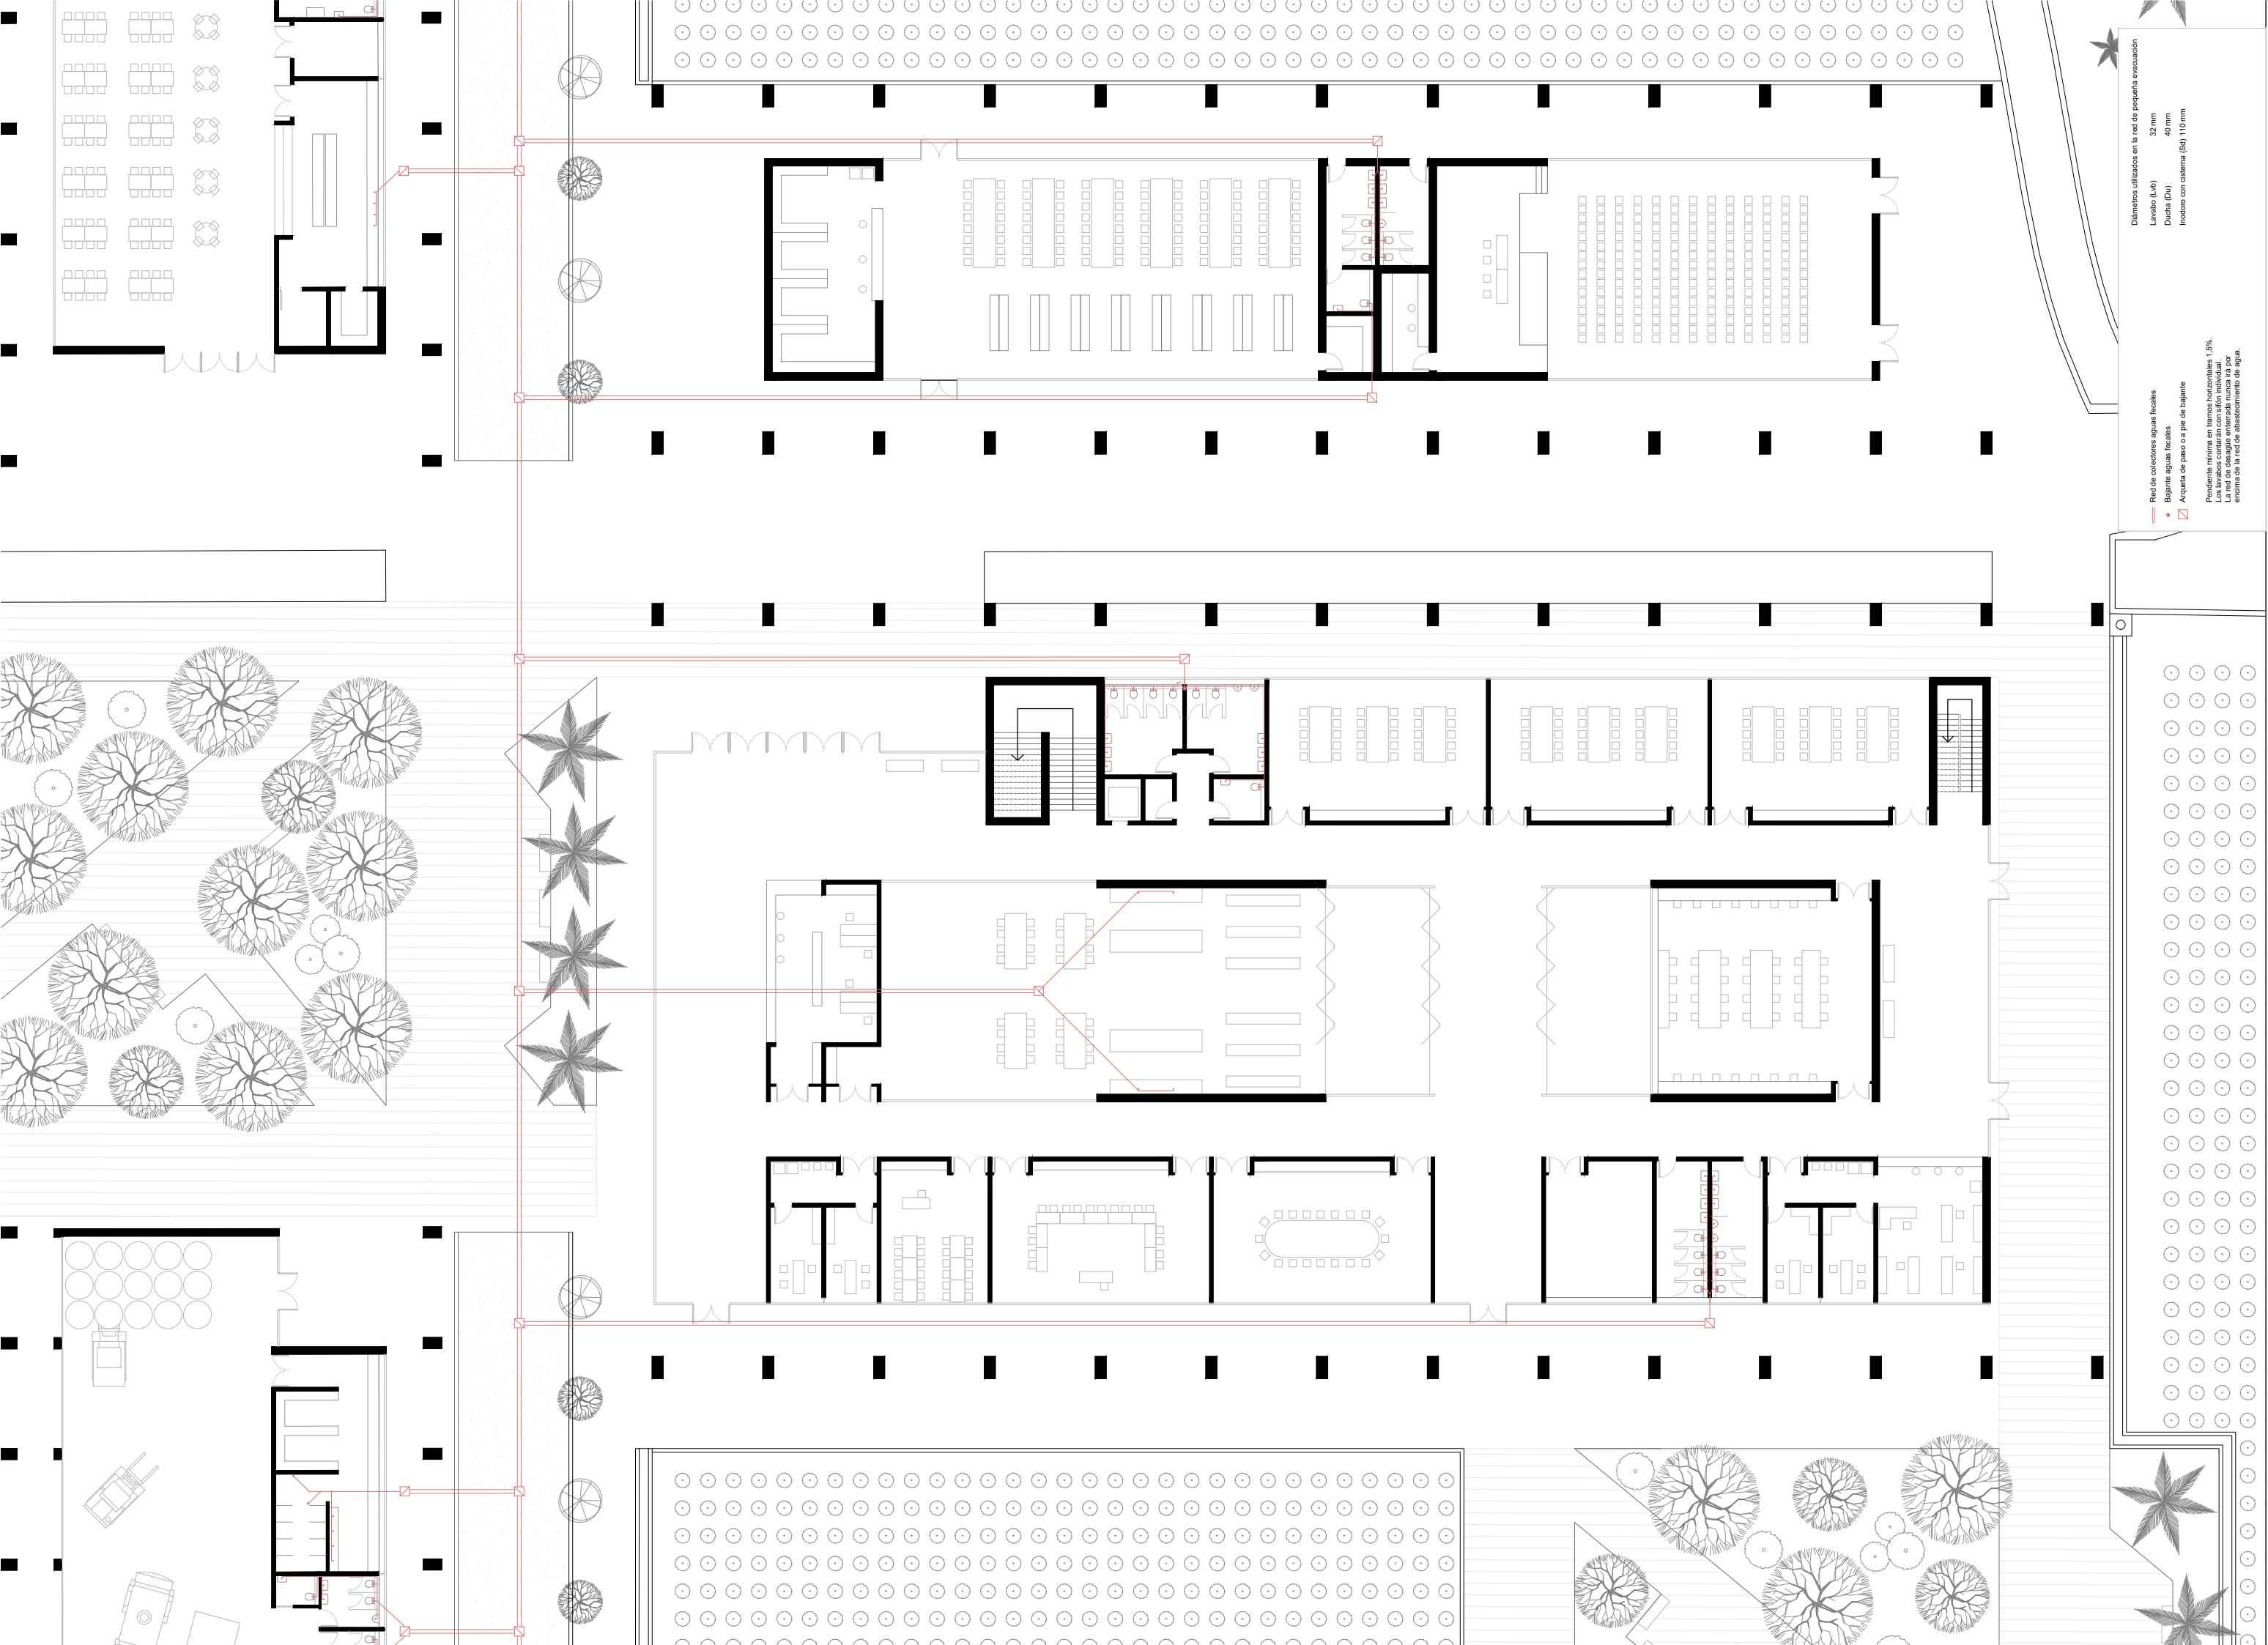 Diámetros utilizados en la red de pequeña evacuación
Lavabo (Lvb) 32 mm
Ducha (Du) 40 mm
Inodoro con cisterna (Sd) 110 mm
Red de colectores aguas fecales
Bajante aguas fecales
Arqueta de paso o a pie de bajante
Pendiente mínima en tramos horizontales 1,5%.
Los lavabos contarán con sifón individual.
La red de desagüe enterrada nunca irá por
encima de la red de abastecimiento de agua.